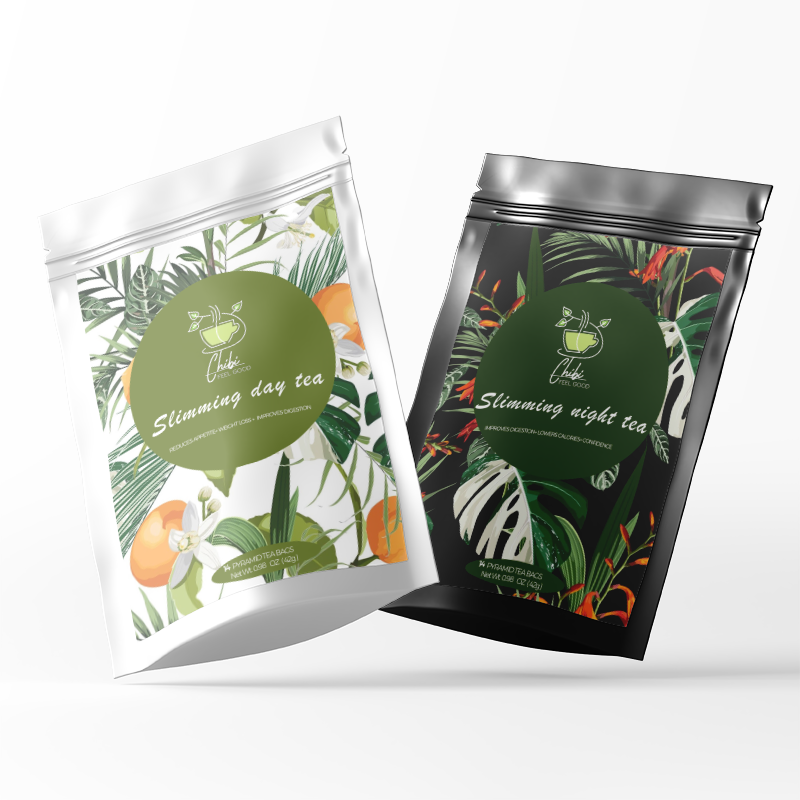 Chibi
FEEL GOOD
Slimming day tea
REDUCES APPETITE• WEIGHT LOSS • IMPROVES DIGESTION
14 PYRAMID TEA BAGS
Net Wt. 0.98 OZ (42g)
Chibi
FEEL GOOD
Slimming night tea
IMPROVES DIGESTION•LOWERS CALORIES•CONFIDENCE
14 PYRAMID TEA BAGS
Net Wt. 0.98 OZ (42g)